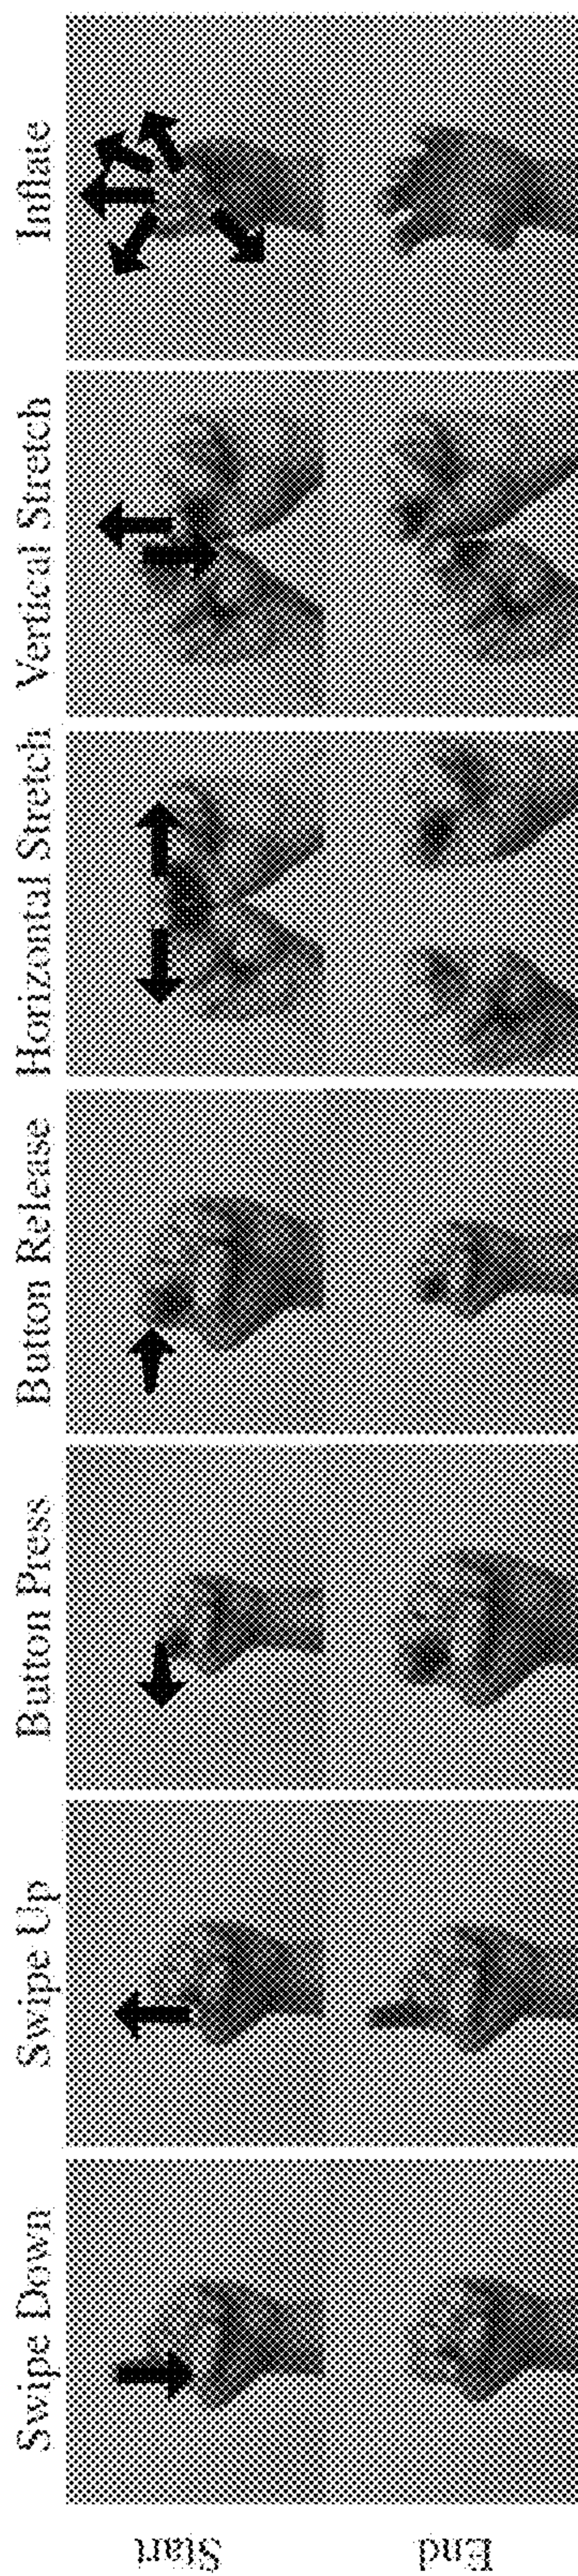 Swipe Down
Swipe Up
Button Press
Button Release
Horizontal Stretch
Vertical Stretch
Inflate
Start
End